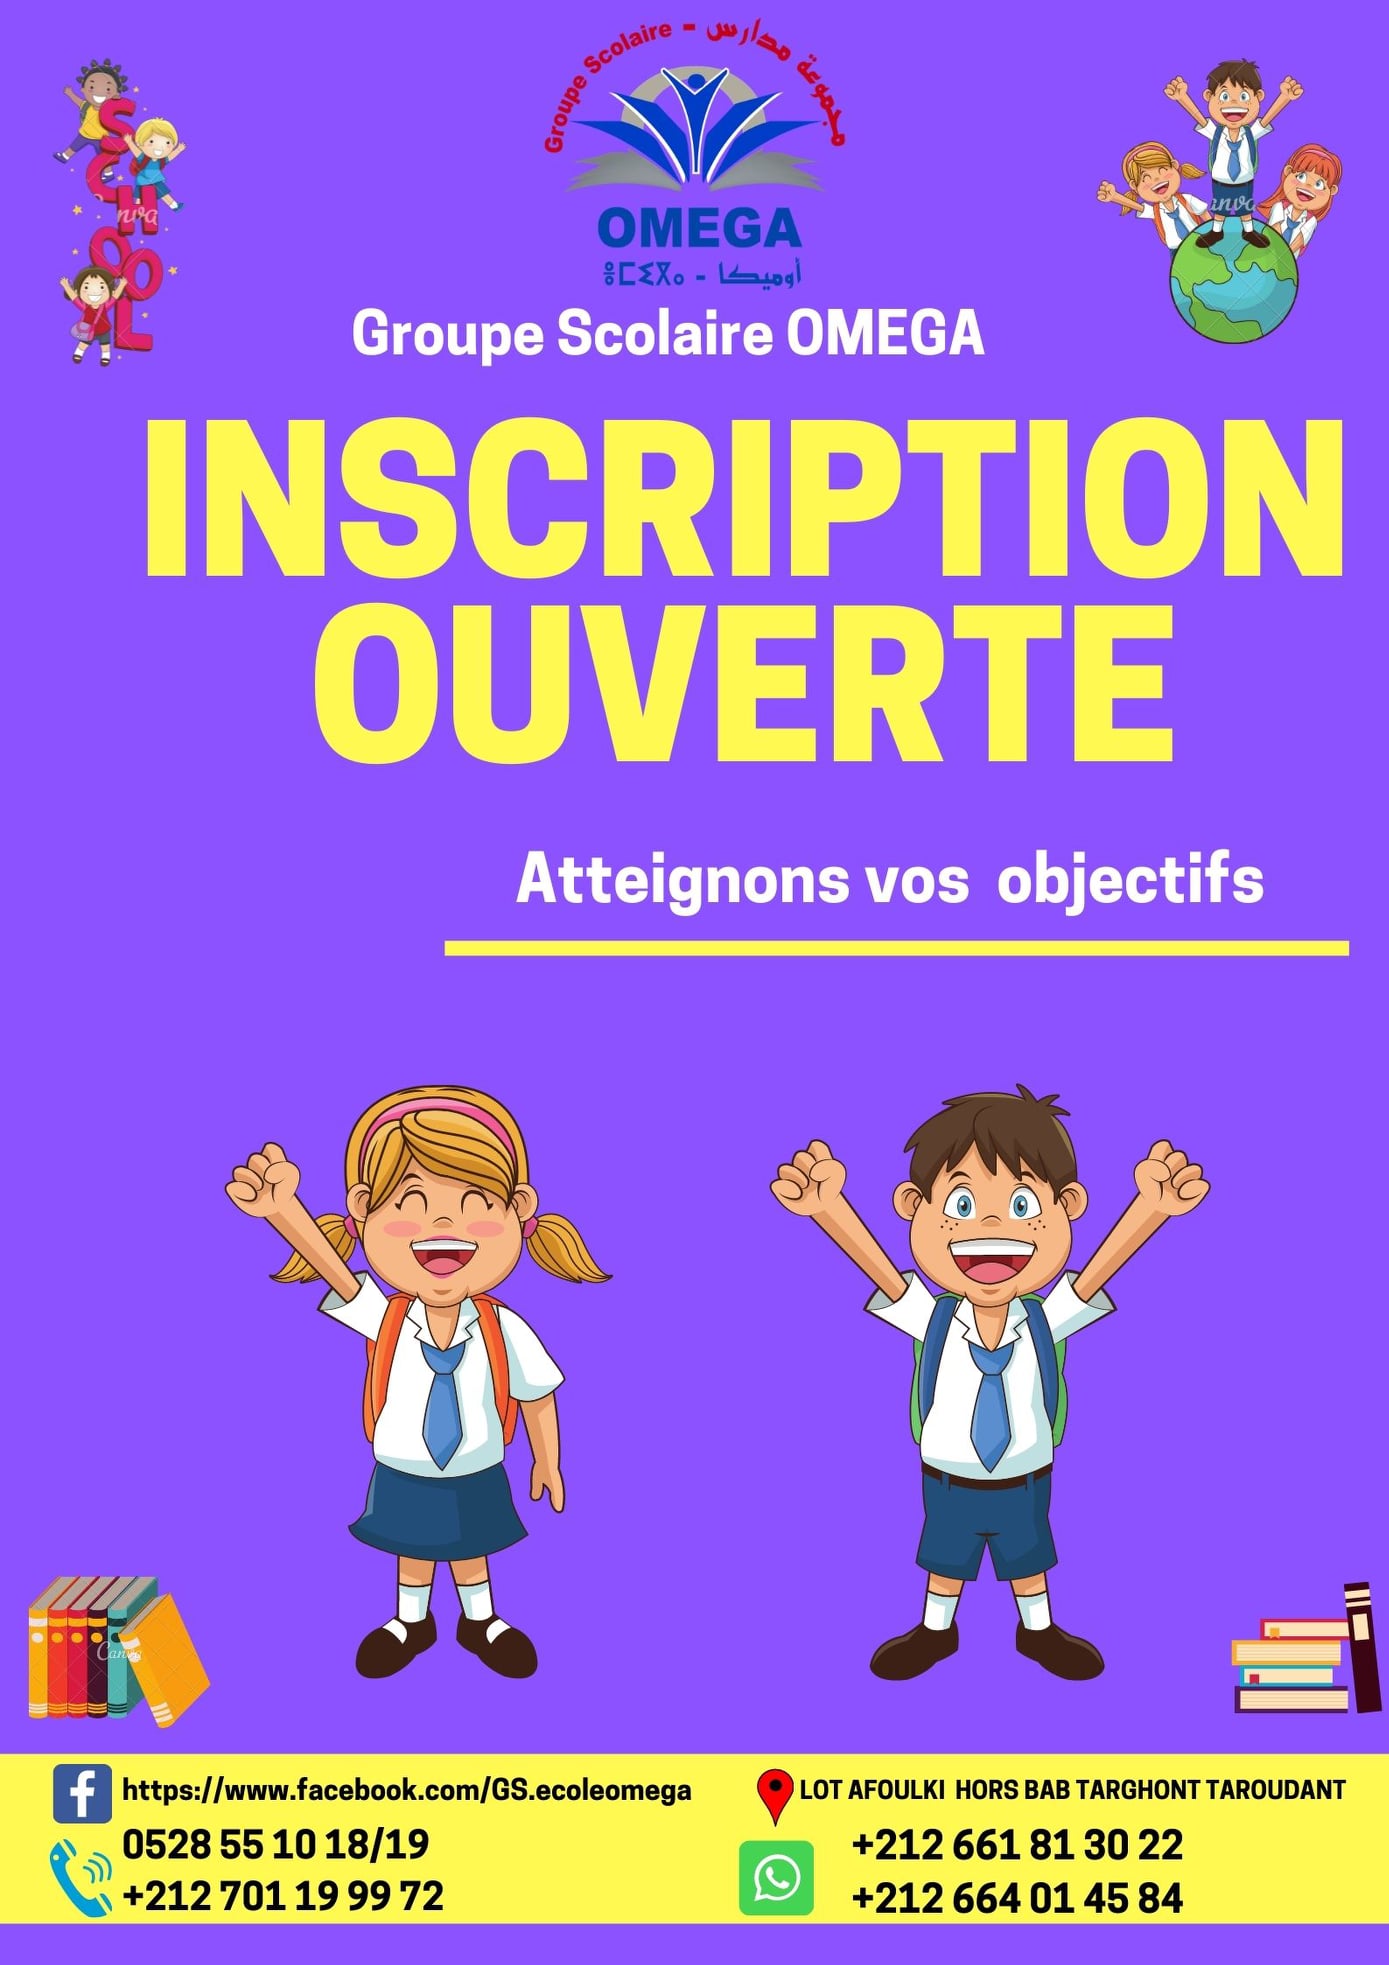 Groupe Scolaire - مجموعة مدارس
OMEGA
ⵓⵎⵉⴳⴰ - أوميكا
SCHOOL
Groupe Scolaire OMEGA
INSCRIPTION
OUVERTE
Atteignons vos objectifs
Canva
https://www.facebook.com/GS.ecoleomega
LOT AFOULKI HORS BAB TARGHONT TAROUDANT
0528 55 10 18/19
+212 661 81 30 22
+212 701 19 99 72
+212 664 01 45 84